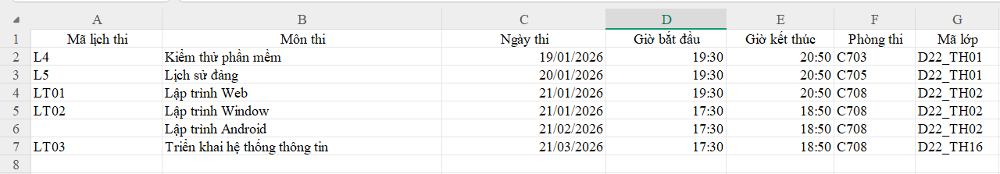 A B C D E F G
1 Mã lịch thi Môn thi Ngày thi Giờ bắt đầu Giờ kết thúc Phòng thi Mã lớp
2 L4 Kiểm thử phần mềm 19/01/2026 19:30 20:50 C703 D22_TH01
3 L5 Lịch sử đảng 20/01/2026 19:30 20:50 C705 D22_TH01
4 LT01 Lập trình Web 21/01/2026 19:30 20:50 C708 D22_TH02
5 LT02 Lập trình Window 21/01/2026 17:30 18:50 C708 D22_TH02
6 Lập trình Android 21/02/2026 17:30 18:50 C708 D22_TH02
7 LT03 Triển khai hệ thống thông tin 21/03/2026 17:30 18:50 C708 D22_TH16
8